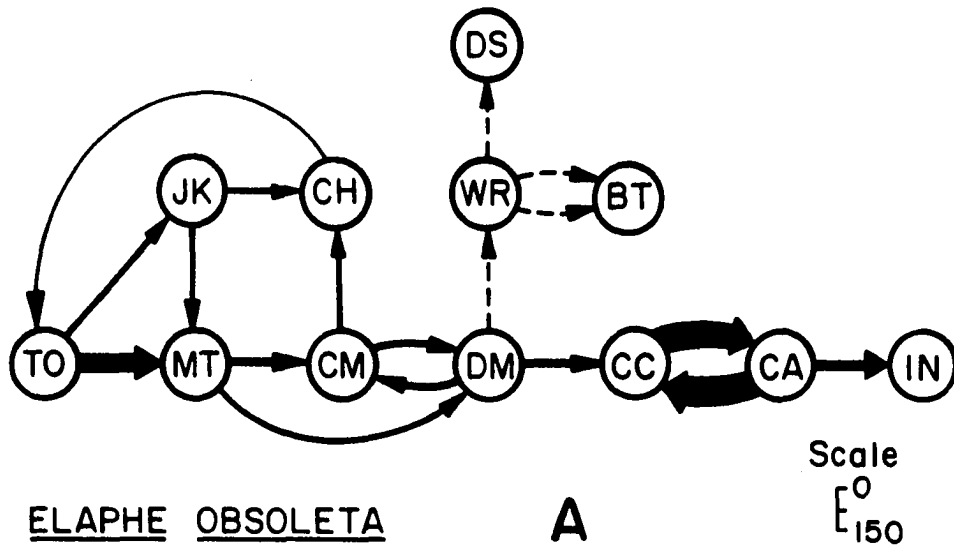 DS
JK CH WR BT
TO MT CM DM CC CA IN
Scale
0
150
ELAPHE OBSOLETA A